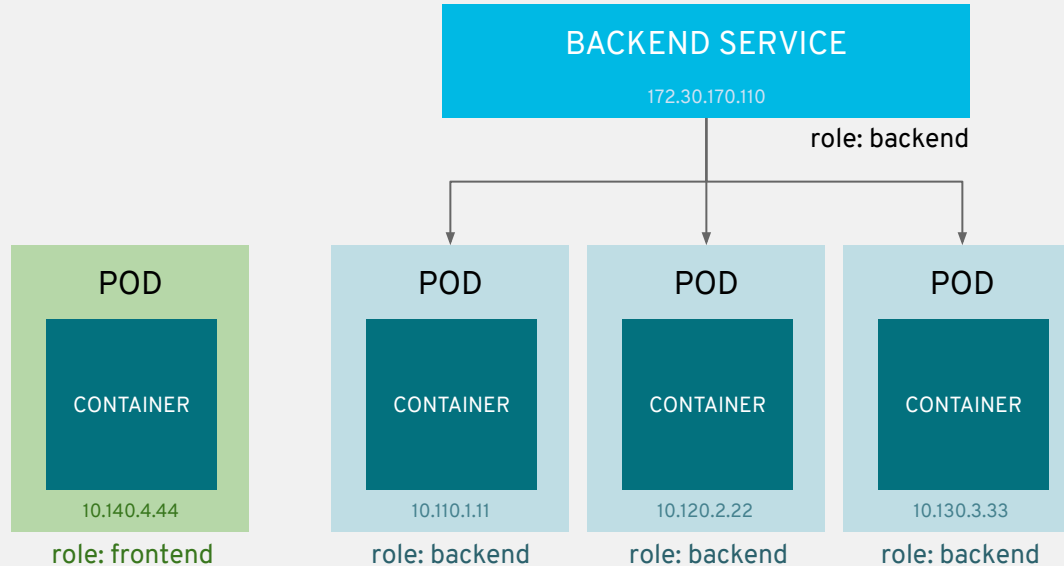 BACKEND SERVICE
172.30.170.110
role: backend
POD
CONTAINER
10.140.4.44
role: frontend
POD
CONTAINER
10.110.1.11
role: backend
POD
CONTAINER
10.120.2.22
role: backend
POD
CONTAINER
10.130.3.33
role: backend